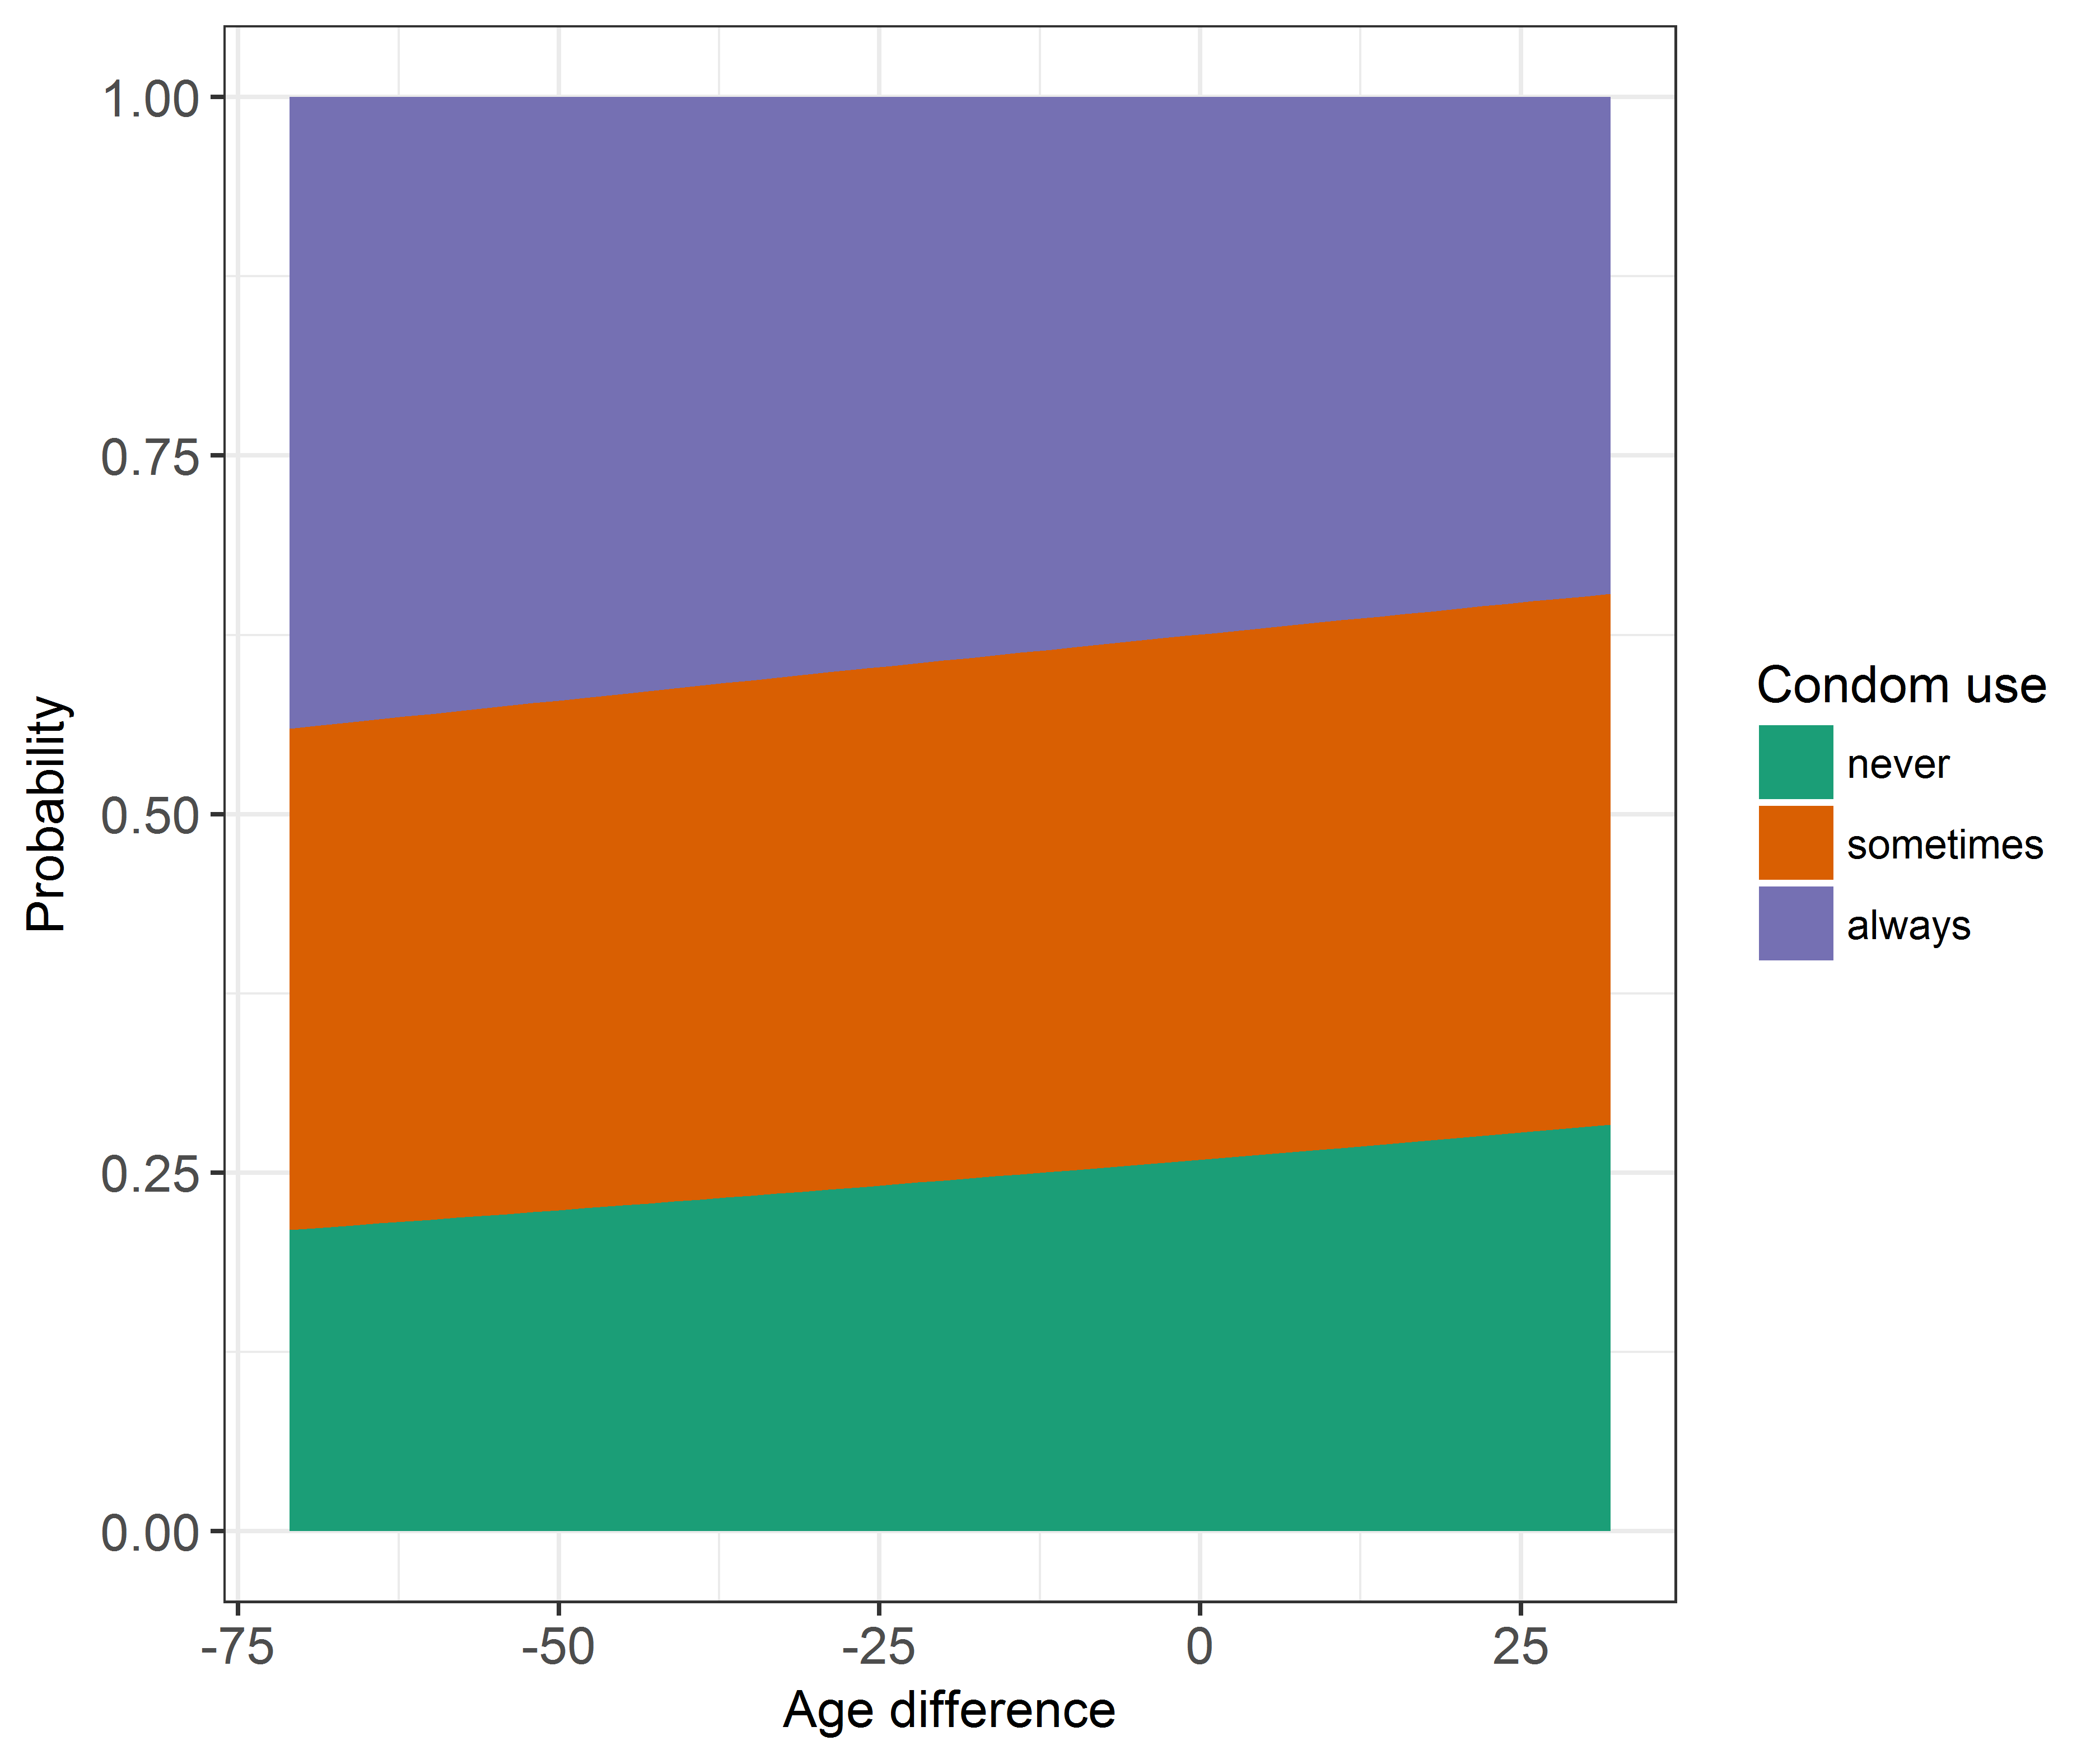 1.00
0.75
0.50
0.25
0.00
Probability
-75
-50
-25
0
25
Age difference
Condom use
never
sometimes
always